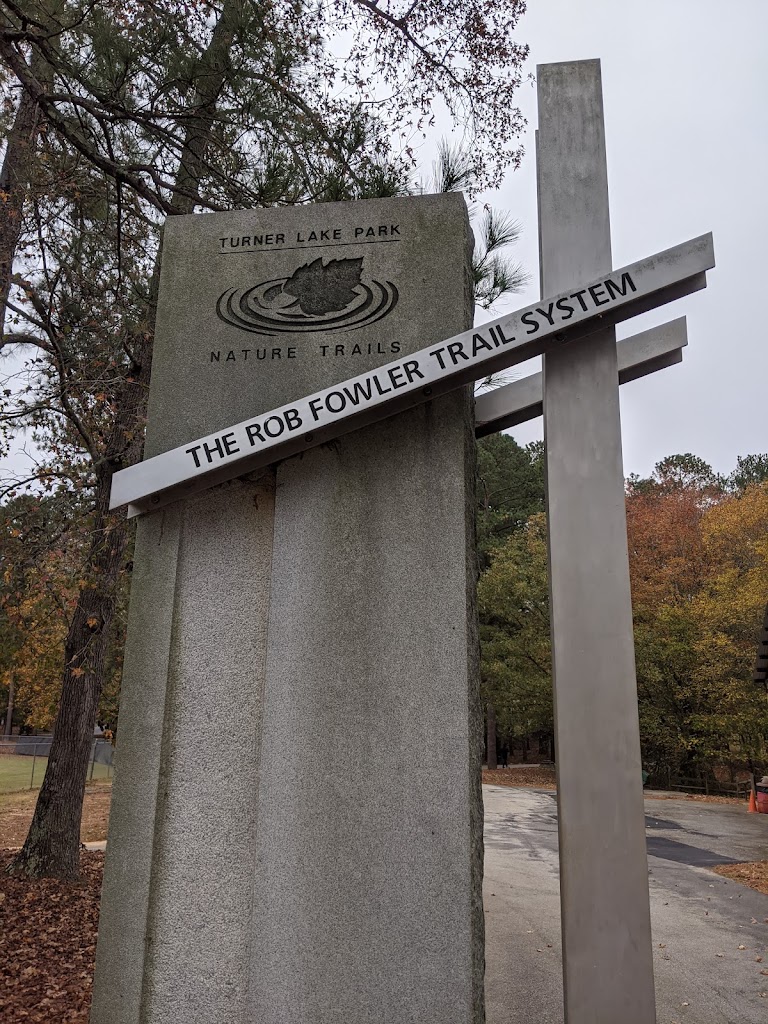 TURNER LAKE PARK
NATURE TRAILS
THE ROB FOWLER TRAIL SYSTEM